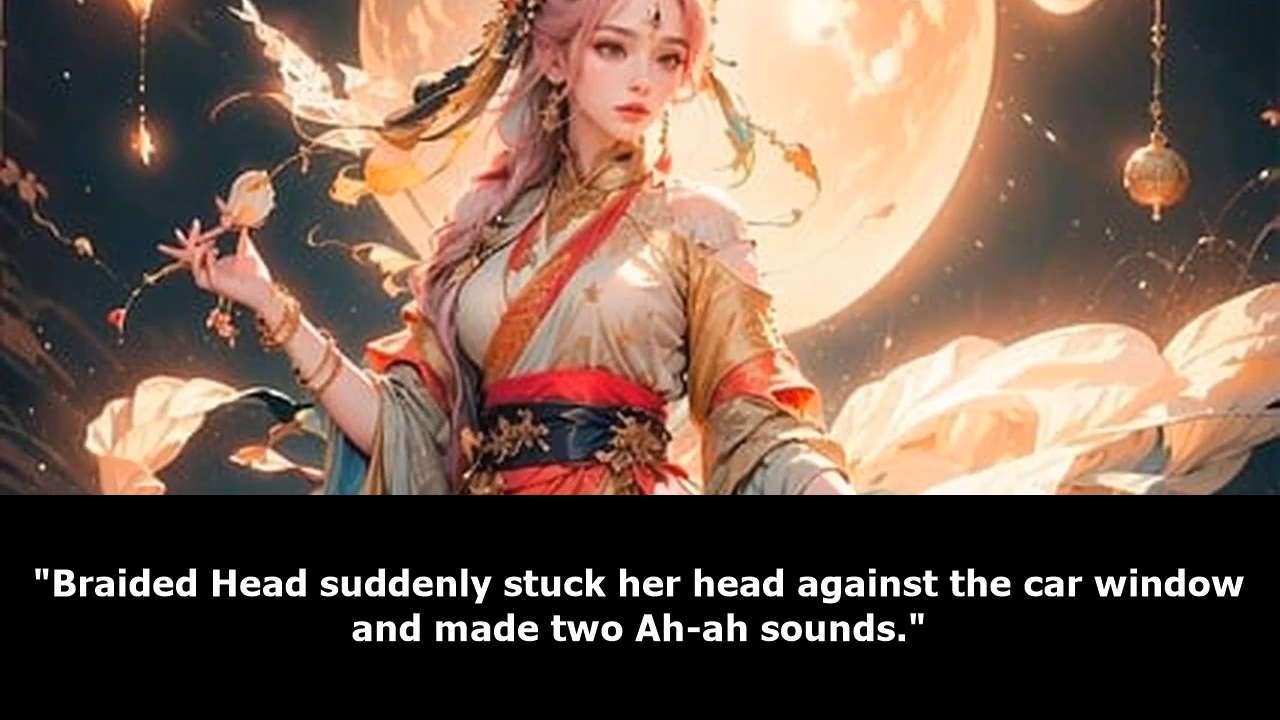 "Braided Head suddenly stuck her head against the car window
and made two Ah-ah sounds."